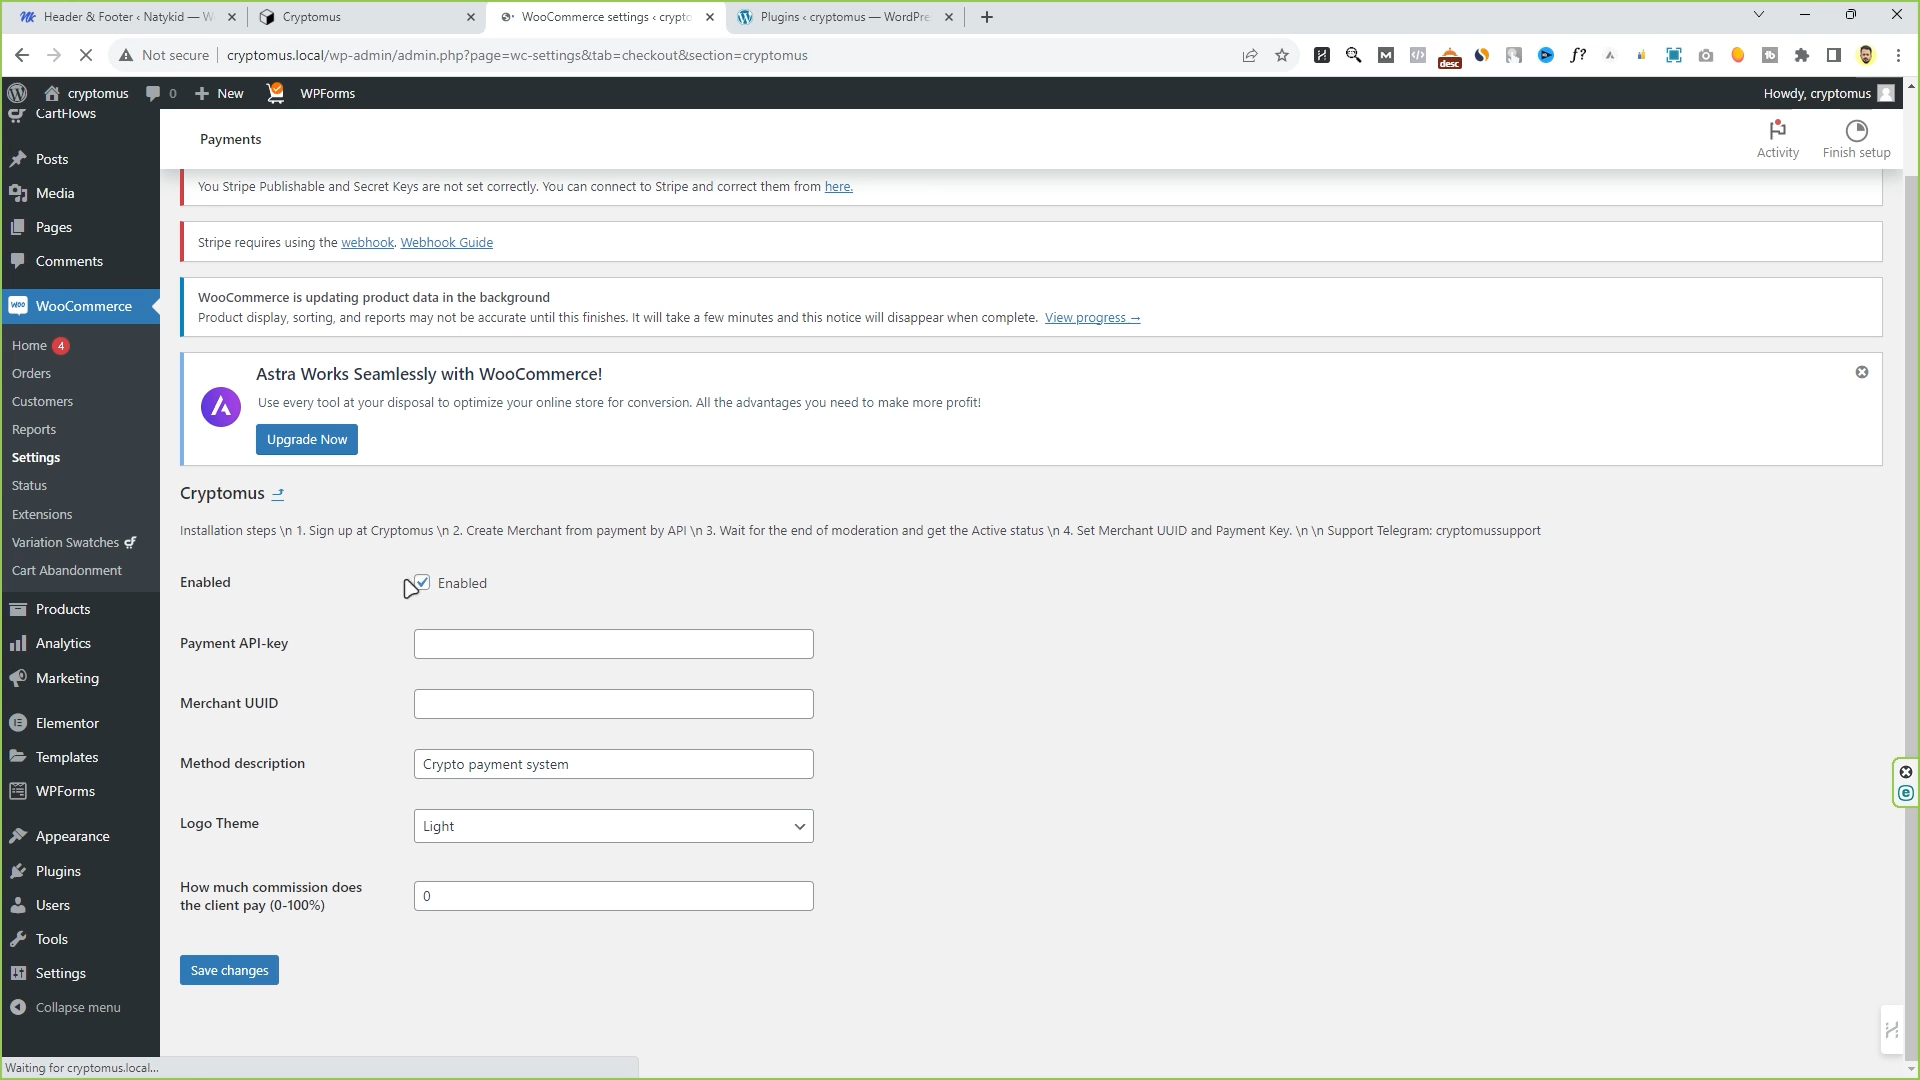 Header & Footer ‹ Natykid — W
Cryptomus
WooCommerce settings ‹ crypto
Plugins ‹ cryptomus — WordPre
Not secure
cryptomus.local/wp-admin/admin.php?page=wc-settings&tab=checkout&section=cryptomus
desc
f?
cryptomus
0
New
WPForms
Howdy, cryptomus
CartFlows
Posts
Media
Pages
Comments
WooCommerce
Home 4
Orders
Customers
Reports
Settings
Status
Extensions
Variation Swatches
Cart Abandonment
Products
Analytics
Marketing
Elementor
Templates
WPForms
Appearance
Plugins
Users
Tools
Settings
Collapse menu
Payments
Activity
Finish setup
You Stripe Publishable and Secret Keys are not set correctly. You can connect to Stripe and correct them from here.
Stripe requires using the webhook. Webhook Guide
WooCommerce is updating product data in the background
Product display, sorting, and reports may not be accurate until this finishes. It will take a few minutes and this notice will disappear when complete. View progress →
Astra Works Seamlessly with WooCommerce!
Use every tool at your disposal to optimize your online store for conversion. All the advantages you need to make more profit!
Upgrade Now
Cryptomus
Installation steps \n 1. Sign up at Cryptomus \n 2. Create Merchant from payment by API \n 3. Wait for the end of moderation and get the Active status \n 4. Set Merchant UUID and Payment Key. \n \n Support Telegram: cryptomussupport
Enabled
Enabled
Payment API-key
Merchant UUID
Method description
Crypto payment system
Logo Theme
Light
How much commission does
the client pay (0-100%)
0
Save changes
Waiting for cryptomus.local...